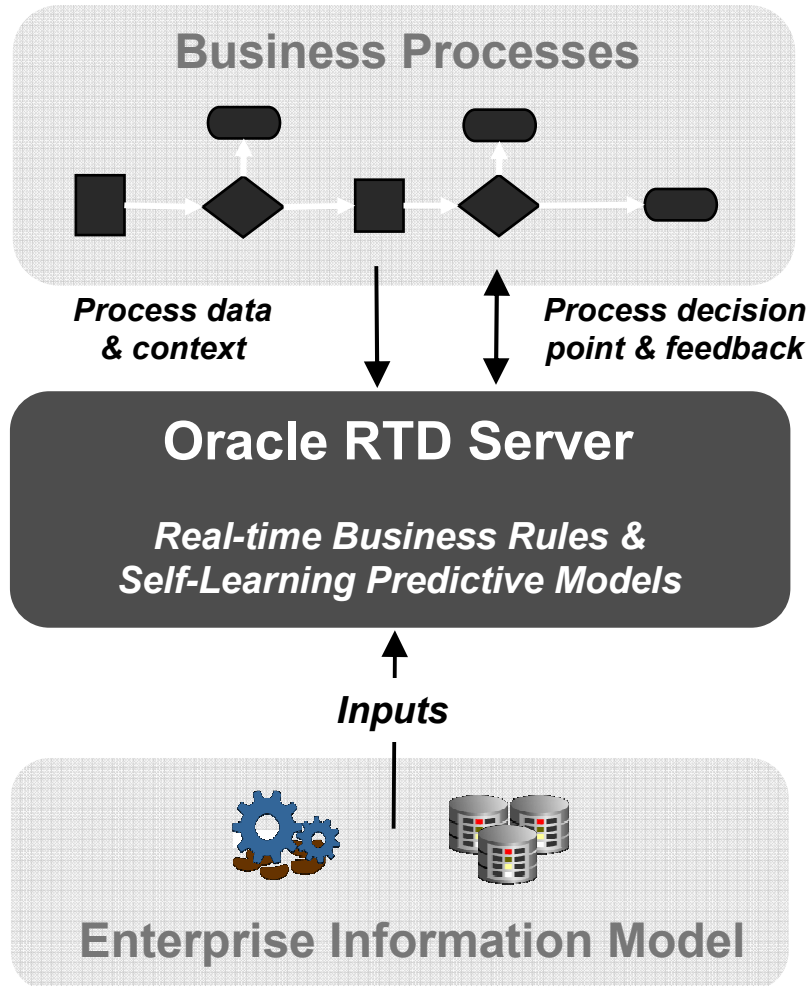 Business Processes
Process data
& context
Process decision
point & feedback
Oracle RTD Server
Real-time Business Rules &
Self-Learning Predictive Models
Inputs
Enterprise Information Model